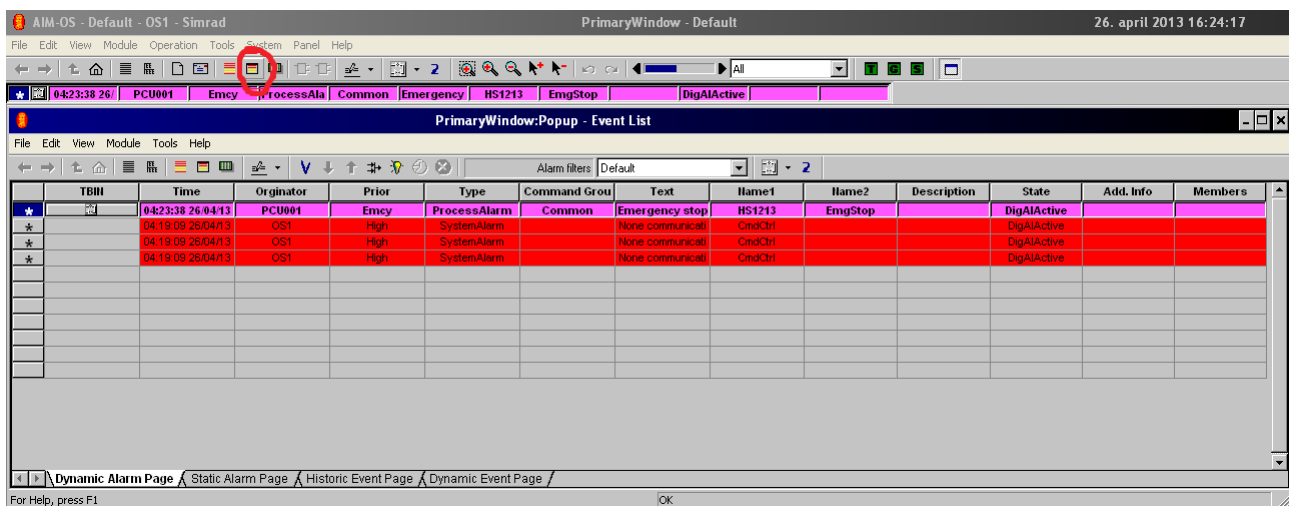 AIM-OS - Default - OS1 - Simrad PrimaryWindow - Default 26. april 2013 16:24:17
File Edit View Module Operation Tools System Panel Help
2 All T G S
* 04:23:38 26/ PCU001 Emcy ProcessAla Common Emergency HS1213 EmgStop DigAlActive
PrimaryWindow:Popup - Event List
File Edit View Module Tools Help
Alarm filters Default 2
TBIN Time Orginator Prior Type Command Grou Text Name1 Name2 Description State Add. Info Members
* 04:23:38 26/04/13 PCU001 Emcy ProcessAlarm Common Emergency stop HS1213 EmgStop DigAlActive
* 04:19:09 26/04/13 OS1 High SystemAlarm None communicati CmdCtrl DigAlActive
* 04:19:09 26/04/13 OS1 High SystemAlarm None communicati CmdCtrl DigAlActive
* 04:19:09 26/04/13 OS1 High SystemAlarm None communicati CmdCtrl DigAlActive
Dynamic Alarm Page Static Alarm Page Historic Event Page Dynamic Event Page
For Help, press F1 OK